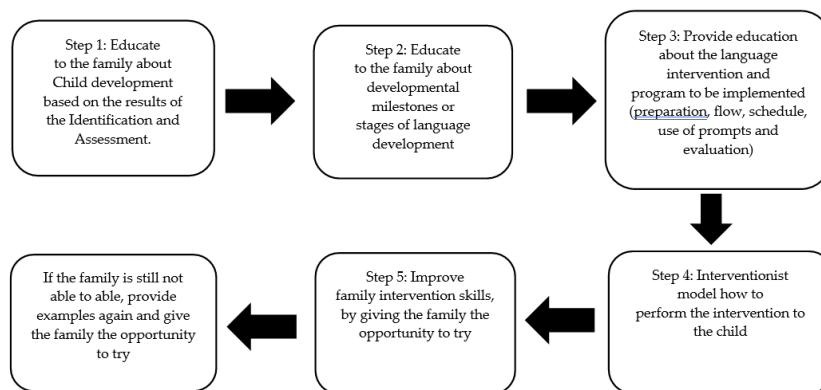 Step 1: Educate
to the family about
Child development
based on the results of
the Identification and
Assessment.
Step 2: Educate
to the family about
developmental
milestones or
stages of language
development
Step 3: Provide education
about the language
intervention and
program to be implemented
(preparation, flow, schedule,
use of prompts and
evaluation)
Step 4: Interventionist
model how to
perform the intervention to
the child
Step 5: Improve
family intervention skills,
by giving the family the
opportunity to try
If the family is still not
able to able, provide
examples again and give
the family the opportunity
to try